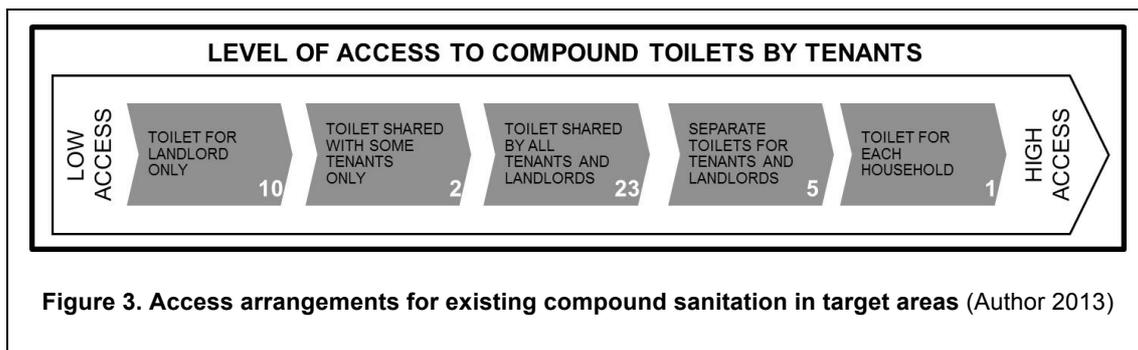 LEVEL OF ACCESS TO COMPOUND TOILETS BY TENANTS
LOW
ACCESS
TOILET FOR
LANDLORD
ONLY
10
TOILET SHARED
WITH SOME
TENANTS
ONLY
2
TOILET SHARED
BY ALL
TENANTS AND
LANDLORDS
23
SEPARATE
TOILETS FOR
TENANTS AND
LANDLORDS
5
TOILET FOR
EACH
HOUSEHOLD
1
HIGH
ACCESS
Figure 3. Access arrangements for existing compound sanitation in target areas (Author 2013)